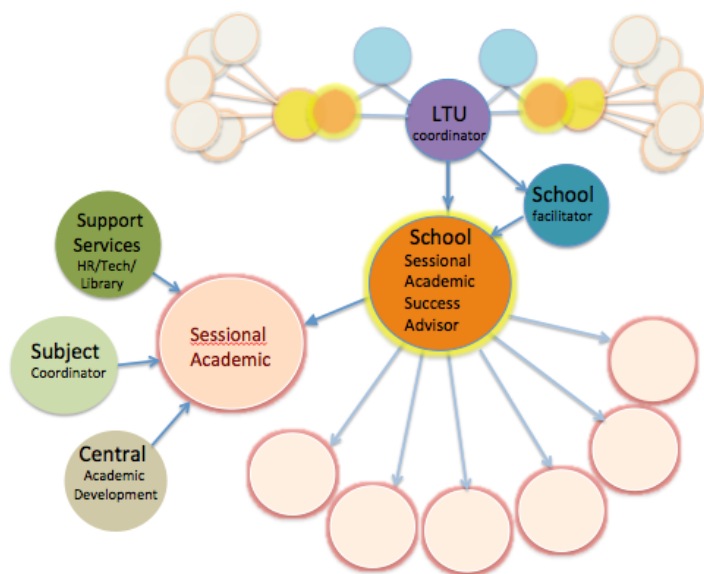 LTU
coordinator
School
facilitator
Support
Services
HR/Tech/
Library
School
Sessional
Academic
Success
Advisor
Sessional
Academic
Subject
Coordinator
Central
Academic
Development